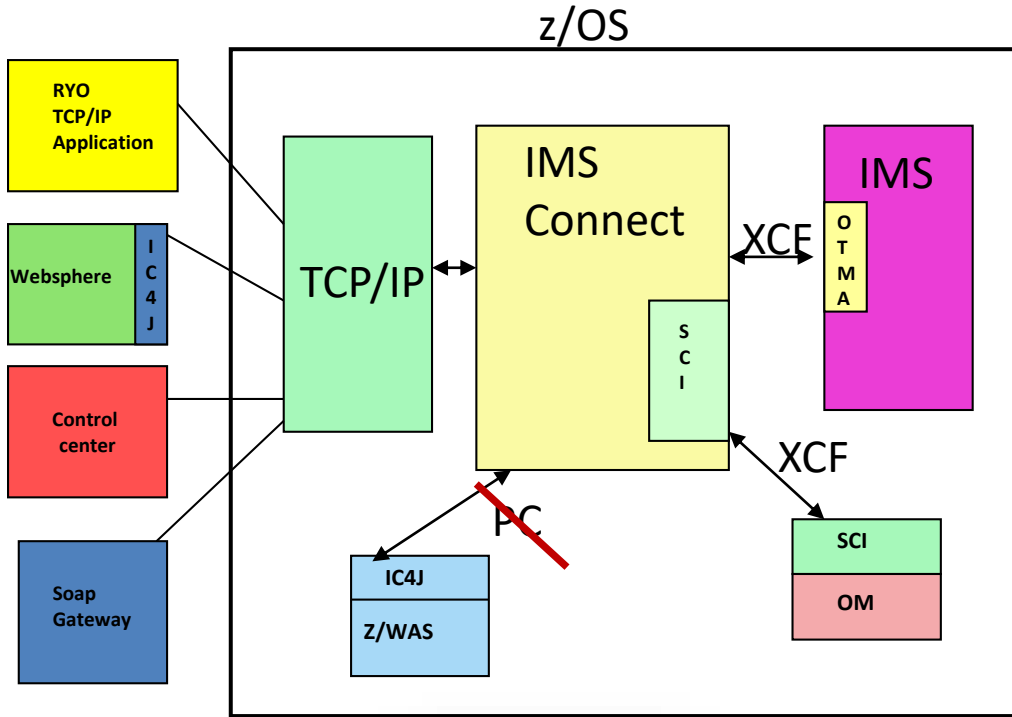 z/OS
RYO
TCP/IP
Application
Websphere
I
C
4
J
Control
center
Soap
Gateway
TCP/IP
IMS
Connect
S
C
I
XCF
IMS
O
T
M
A
XCF
PC
IC4J
Z/WAS
SCI
OM